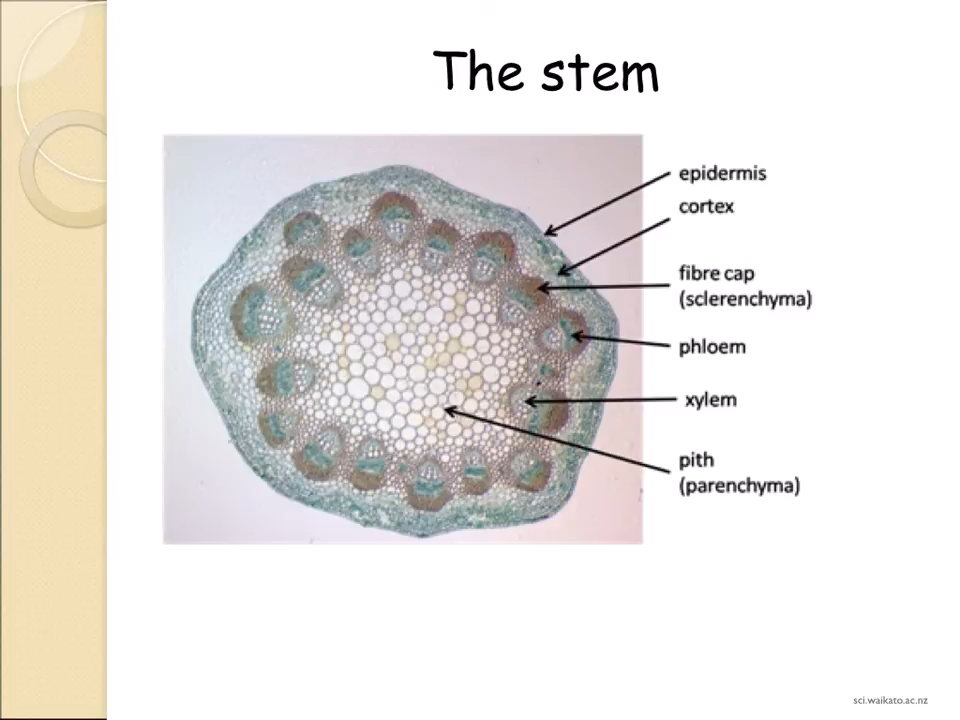 The stem
epidermis
cortex
fibre cap
(sclerenchyma)
phloem
xylem
pith
(parenchyma)
sci.waikato.ac.nz